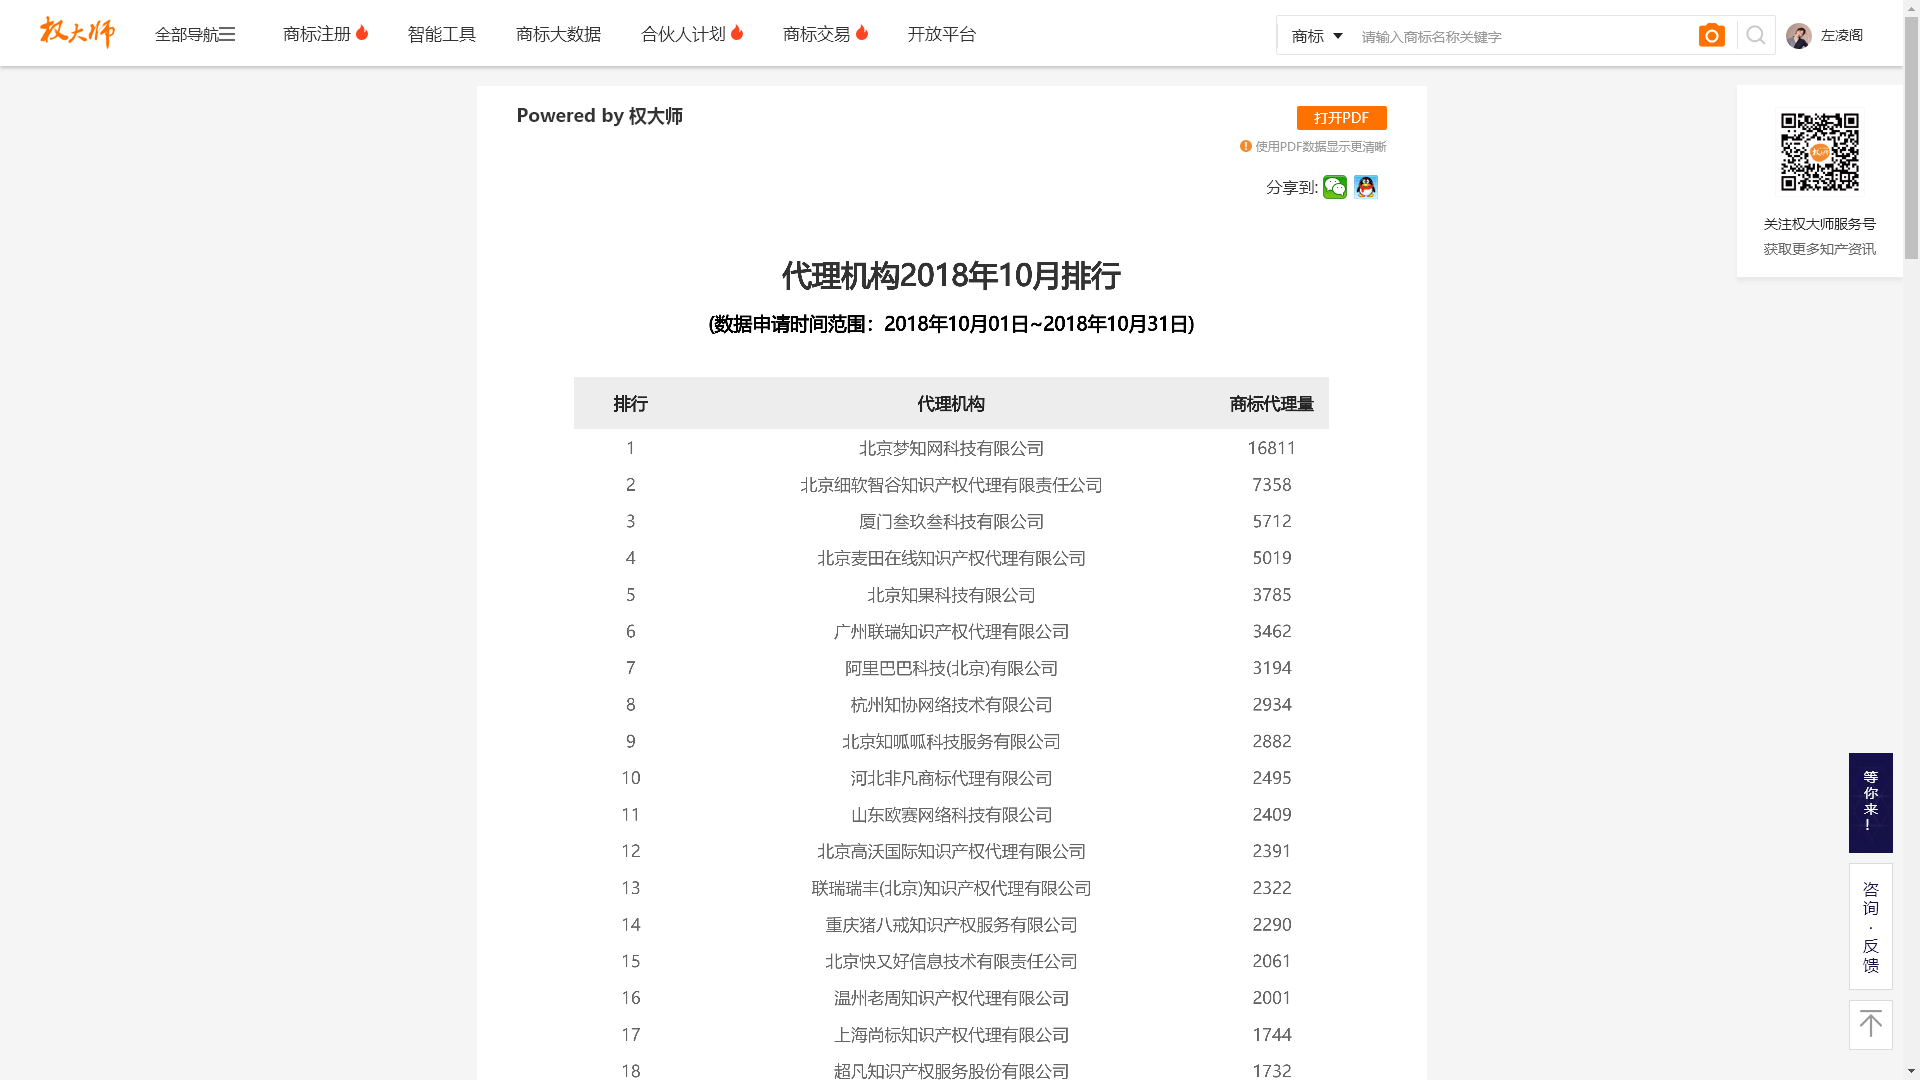 权大师 全部导航 商标注册 智能工具 商标大数据 合伙人计划 商标交易 开放平台 商标 请输入商标名称关键字 左凌阁
Powered by 权大师
打开PDF
使用PDF数据显示更清晰
分享到:
关注权大师服务号
获取更多知产资讯
代理机构2018年10月排行
(数据申请时间范围：2018年10月01日~2018年10月31日)
排行 代理机构 商标代理量
1 北京梦知网科技有限公司 16811
2 北京细软智谷知识产权代理有限责任公司 7358
3 厦门叁玖叁科技有限公司 5712
4 北京麦田在线知识产权代理有限公司 5019
5 北京知果科技有限公司 3785
6 广州联瑞知识产权代理有限公司 3462
7 阿里巴巴科技(北京)有限公司 3194
8 杭州知协网络技术有限公司 2934
9 北京知呱呱科技服务有限公司 2882
10 河北非凡商标代理有限公司 2495
11 山东欧赛网络科技有限公司 2409
12 北京高沃国际知识产权代理有限公司 2391
13 联瑞瑞丰(北京)知识产权代理有限公司 2322
14 重庆猪八戒知识产权服务有限公司 2290
15 北京快又好信息技术有限责任公司 2061
16 温州老周知识产权代理有限公司 2001
17 上海尚标知识产权代理有限公司 1744
18 超凡知识产权服务股份有限公司 1732
等你来！
咨询·反馈